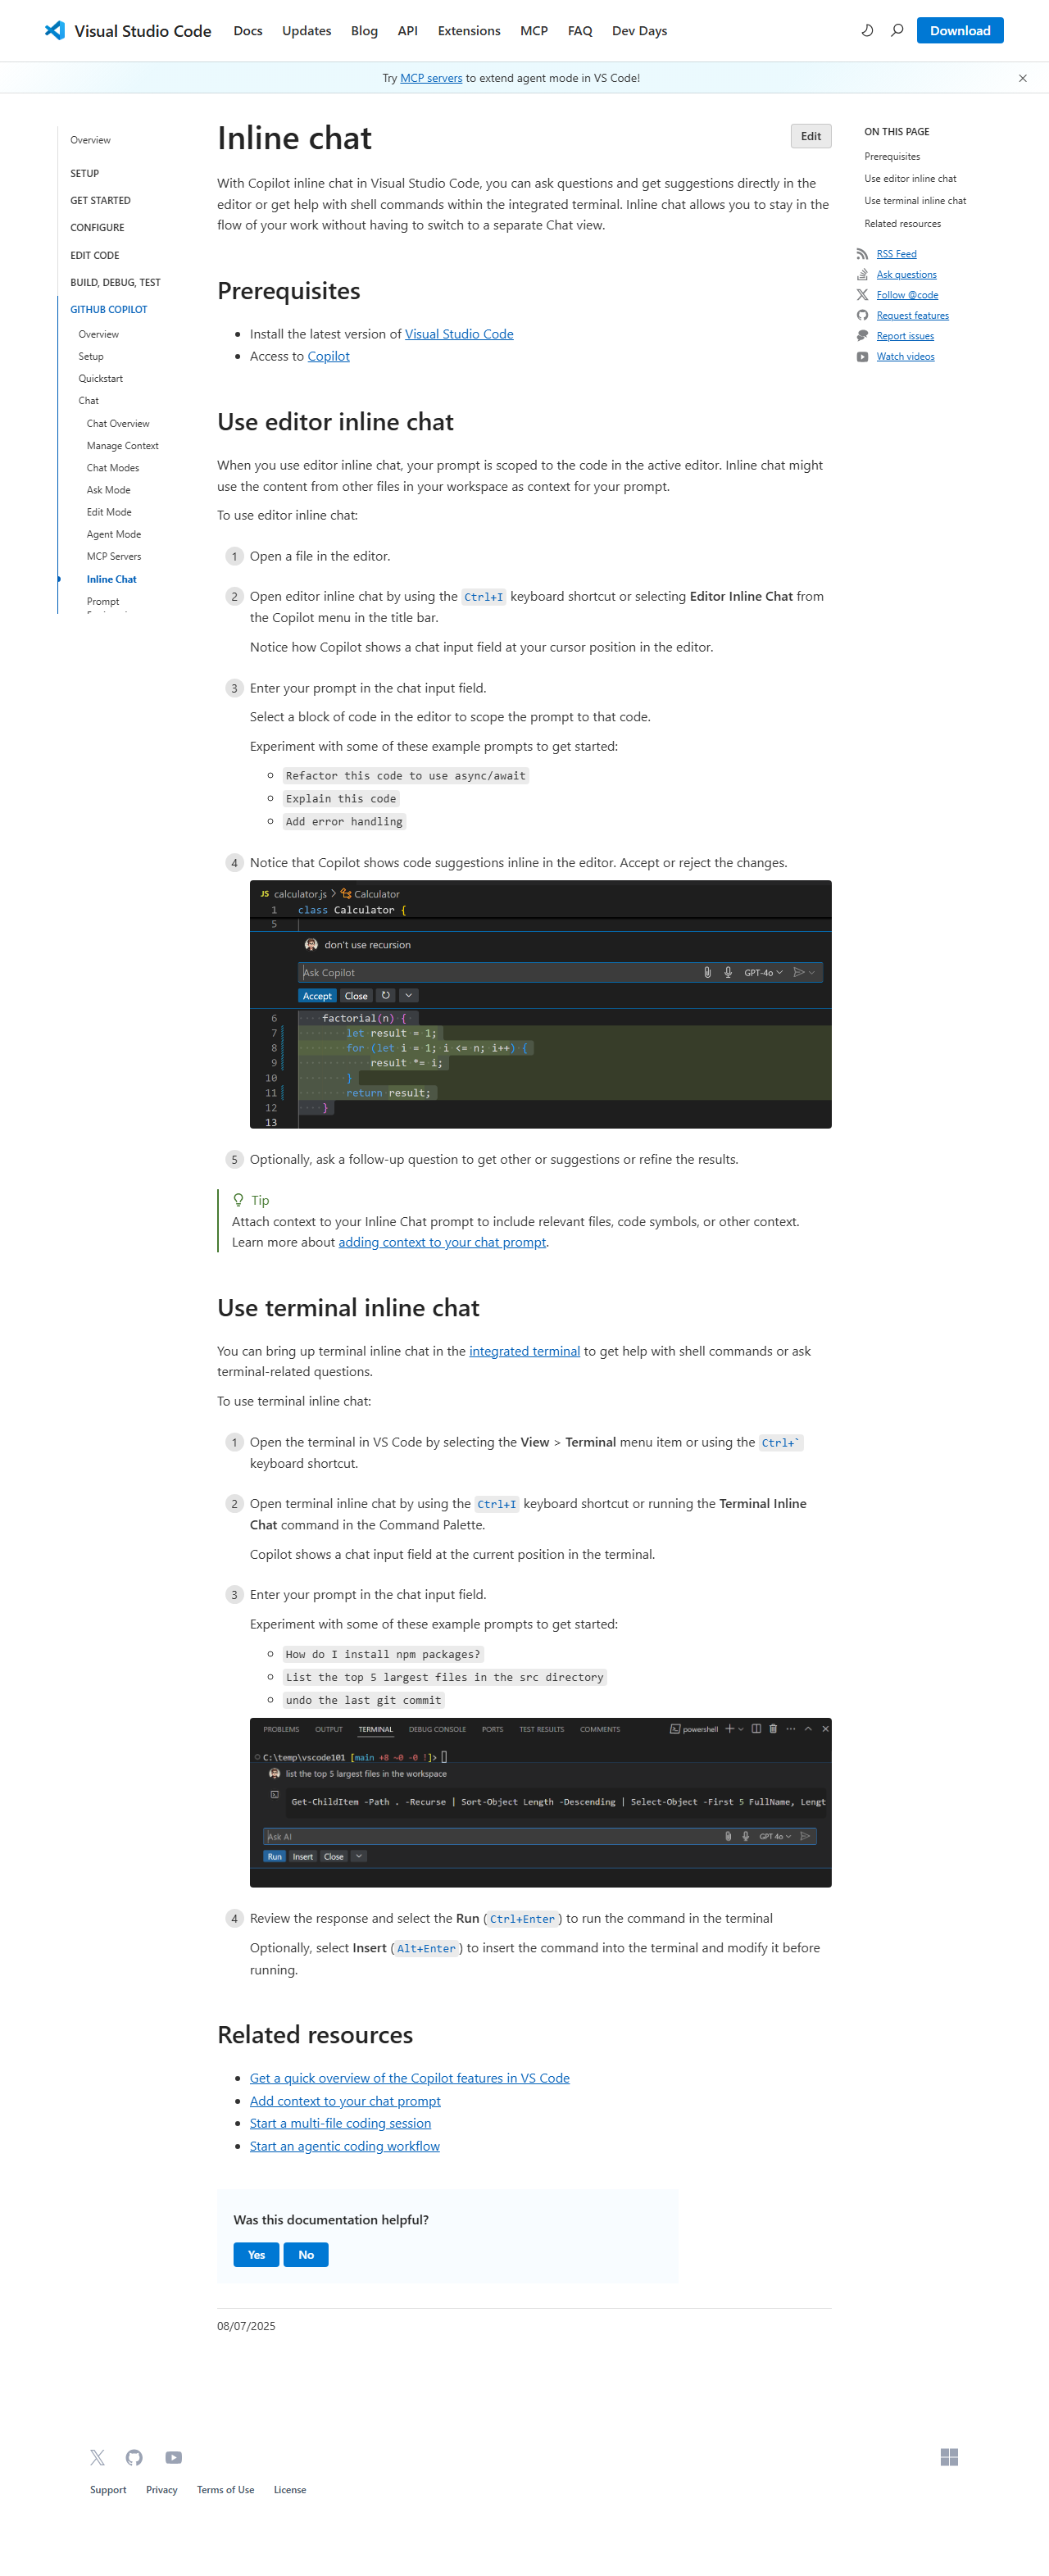 Visual Studio Code Docs Updates Blog API Extensions MCP FAQ Dev Days Download
Try MCP servers to extend agent mode in VS Code!
Overview
SETUP
GET STARTED
CONFIGURE
EDIT CODE
BUILD, DEBUG, TEST
GITHUB COPILOT
Overview
Setup
Quickstart
Chat
Chat Overview
Manage Context
Chat Modes
Ask Mode
Edit Mode
Agent Mode
MCP Servers
Inline Chat
Prompt
Inline chat
Edit
With Copilot inline chat in Visual Studio Code, you can ask questions and get suggestions directly in the
editor or get help with shell commands within the integrated terminal. Inline chat allows you to stay in the
flow of your work without having to switch to a separate Chat view.
Prerequisites
Install the latest version of Visual Studio Code
Access to Copilot
Use editor inline chat
When you use editor inline chat, your prompt is scoped to the code in the active editor. Inline chat might
use the content from other files in your workspace as context for your prompt.
To use editor inline chat:
1 Open a file in the editor.
2 Open editor inline chat by using the Ctrl+I keyboard shortcut or selecting Editor Inline Chat from
the Copilot menu in the title bar.
Notice how Copilot shows a chat input field at your cursor position in the editor.
3 Enter your prompt in the chat input field.
Select a block of code in the editor to scope the prompt to that code.
Experiment with some of these example prompts to get started:
Refactor this code to use async/await
Explain this code
Add error handling
4 Notice that Copilot shows code suggestions inline in the editor. Accept or reject the changes.
JS calculator.js > Calculator
1 class Calculator {
5
don't use recursion
Ask Copilot GPT-4o
Accept Close
6 factorial(n) {
7 let result = 1;
8 for (let i = 1; i <= n; i++) {
9 result *= i;
10 }
11 return result;
12 }
13
5 Optionally, ask a follow-up question to get other or suggestions or refine the results.
Tip
Attach context to your Inline Chat prompt to include relevant files, code symbols, or other context.
Learn more about adding context to your chat prompt.
Use terminal inline chat
You can bring up terminal inline chat in the integrated terminal to get help with shell commands or ask
terminal-related questions.
To use terminal inline chat:
1 Open the terminal in VS Code by selecting the View > Terminal menu item or using the Ctrl+`
keyboard shortcut.
2 Open terminal inline chat by using the Ctrl+I keyboard shortcut or running the Terminal Inline
Chat command in the Command Palette.
Copilot shows a chat input field at the current position in the terminal.
3 Enter your prompt in the chat input field.
Experiment with some of these example prompts to get started:
How do I install npm packages?
List the top 5 largest files in the src directory
undo the last git commit
PROBLEMS OUTPUT TERMINAL DEBUG CONSOLE PORTS TEST RESULTS COMMENTS powershell
C:\temp\vscode101 [main +8 ~0 -0 !]>
list the top 5 largest files in the workspace
Get-ChildItem -Path . -Recurse | Sort-Object Length -Descending | Select-Object -First 5 FullName, Lengt
Ask AI GPT 4o
Run Insert Close
4 Review the response and select the Run (Ctrl+Enter) to run the command in the terminal
Optionally, select Insert (Alt+Enter) to insert the command into the terminal and modify it before
running.
Related resources
Get a quick overview of the Copilot features in VS Code
Add context to your chat prompt
Start a multi-file coding session
Start an agentic coding workflow
Was this documentation helpful?
Yes No
08/07/2025
ON THIS PAGE
Prerequisites
Use editor inline chat
Use terminal inline chat
Related resources
RSS Feed
Ask questions
Follow @code
Request features
Report issues
Watch videos
Support Privacy Terms of Use License